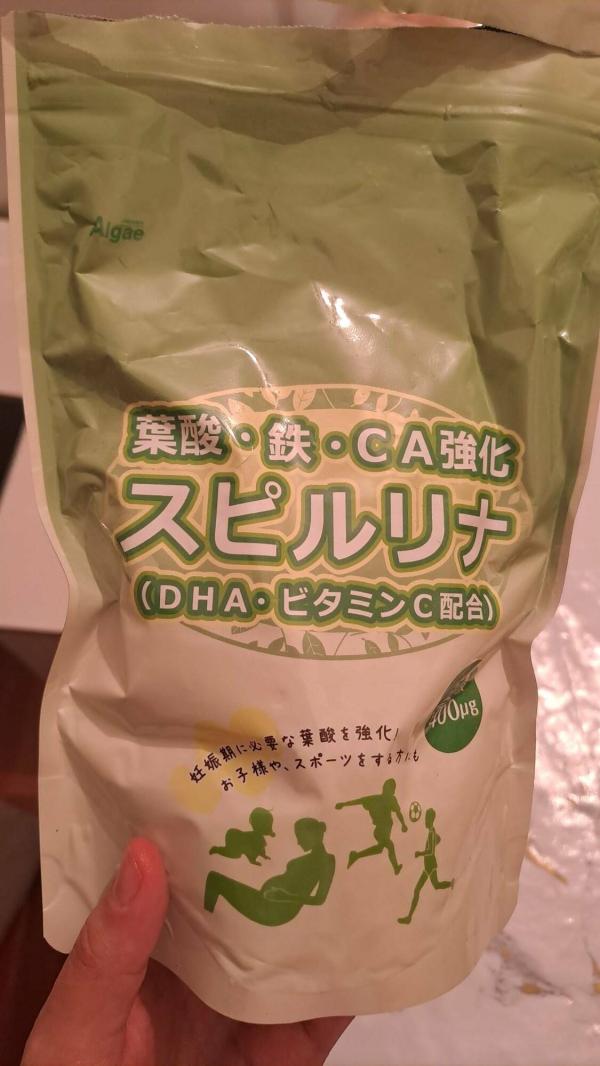 Algae
葉酸・鉄・CA強化
スピルリナ
(DHA・ビタミンC配合)
400μg
妊娠期に必要な葉酸を強化!
お子様や、スポーツをする方にも